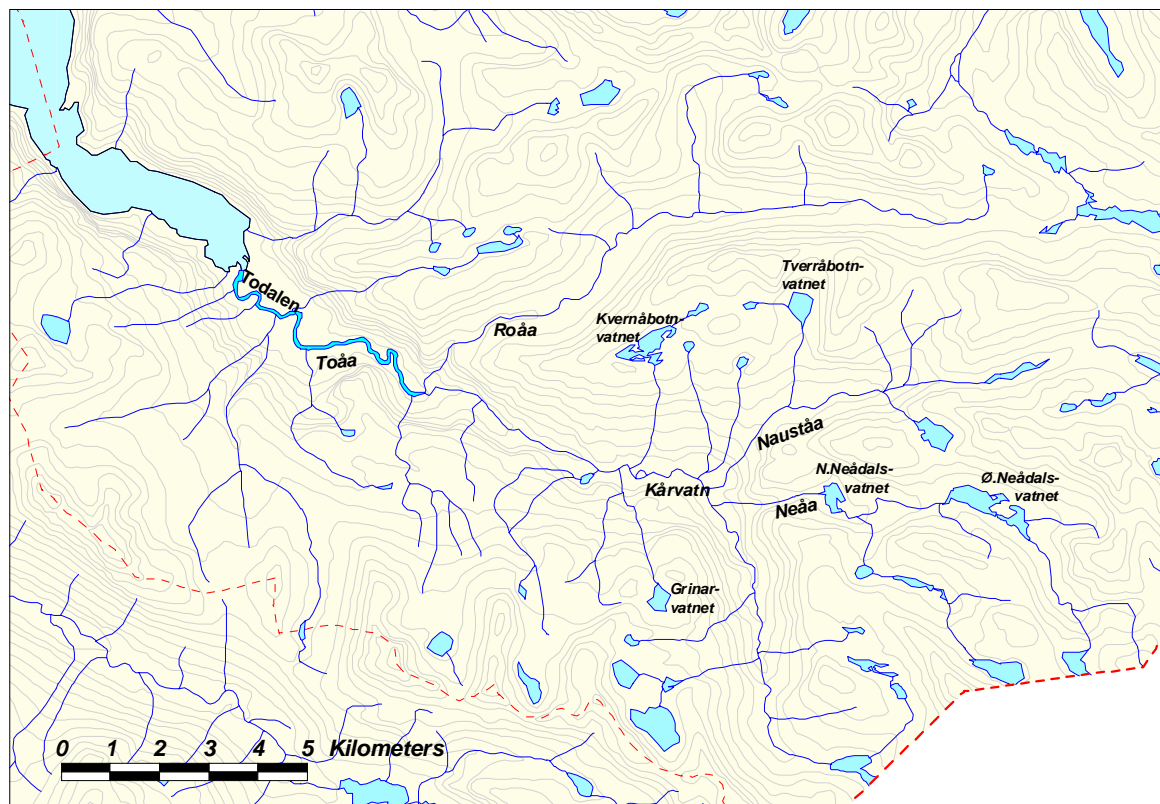 Todalen
Tverråbotn-
vatnet
Kvernåbotn-
vatnet
Roåa
Toåa
Nauståa
N.Neådals-
vatnet
Ø.Neådals-
vatnet
Kårvatn
Neåa
Grinar-
vatnet
0 1 2 3 4 5 Kilometers